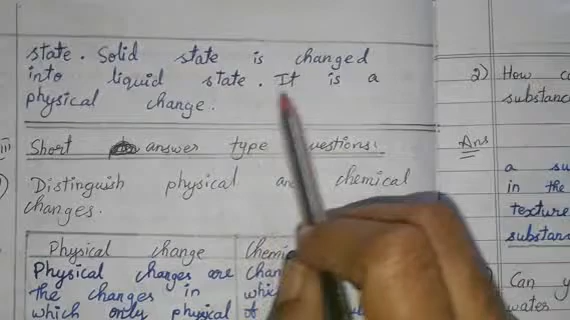 state. Solid state is changed
into liquid state. It is a
physical change.
iii) Short answer type
Distinguish physical chemical
changes.
Physical change
Physical changes are
the changes in
which only physical
2) How
Ans
a
in the
texture
Can
water